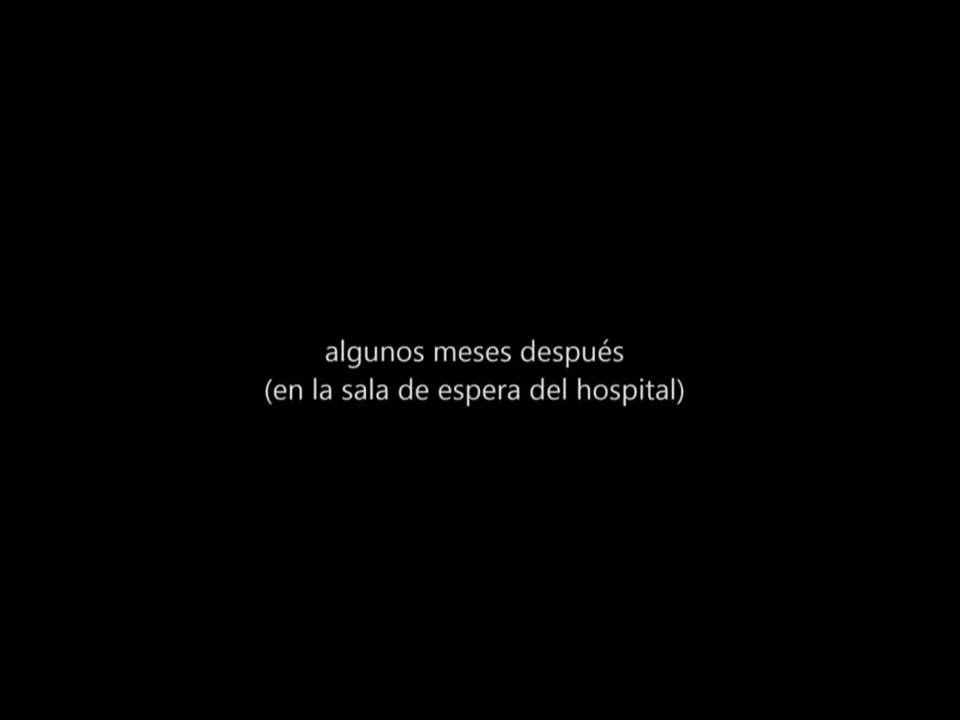 algunos meses después
(en la sala de espera del hospital)